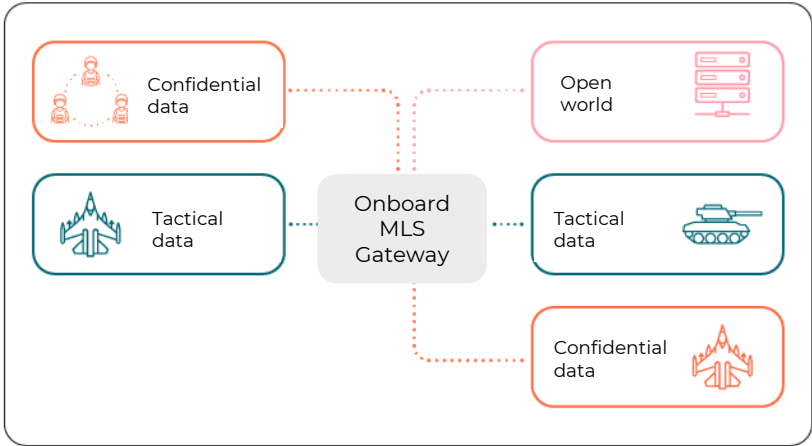 Confidential
data
Open
world
Tactical
data
Onboard
MLS
Gateway
Tactical
data
Confidential
data